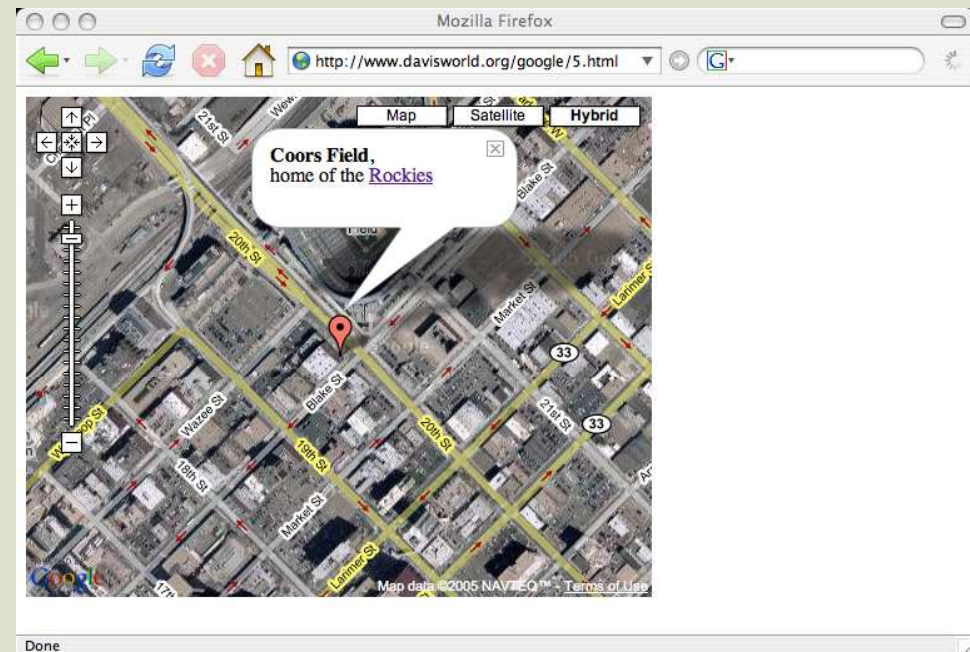 Mozilla Firefox
http://www.davisworld.org/google/5.html
G
Map
Satellite
Hybrid
Coors Field,
home of the Rockies
21st St
Blake St
20th St
Field
Larimer St
Market St
33
Blake St
21st St
33
Wazee St
20th St
19th St
18th St
Market St
Larimer St
Google
Map data ©2005 NAVTEQ™ - Terms of Use
Done